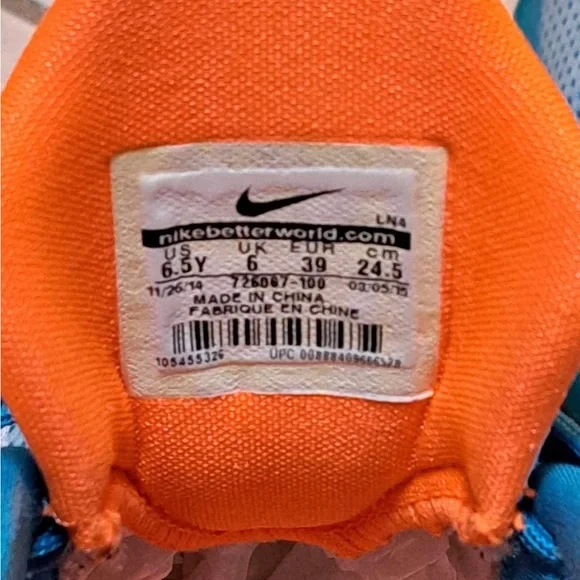 LN4
nikebetterworld.com
US UK EUR cm
6.5Y 6 39 24.5
11/26/14 726067-100 03/05/15
MADE IN CHINA
FABRIQUE EN CHINE
UPC